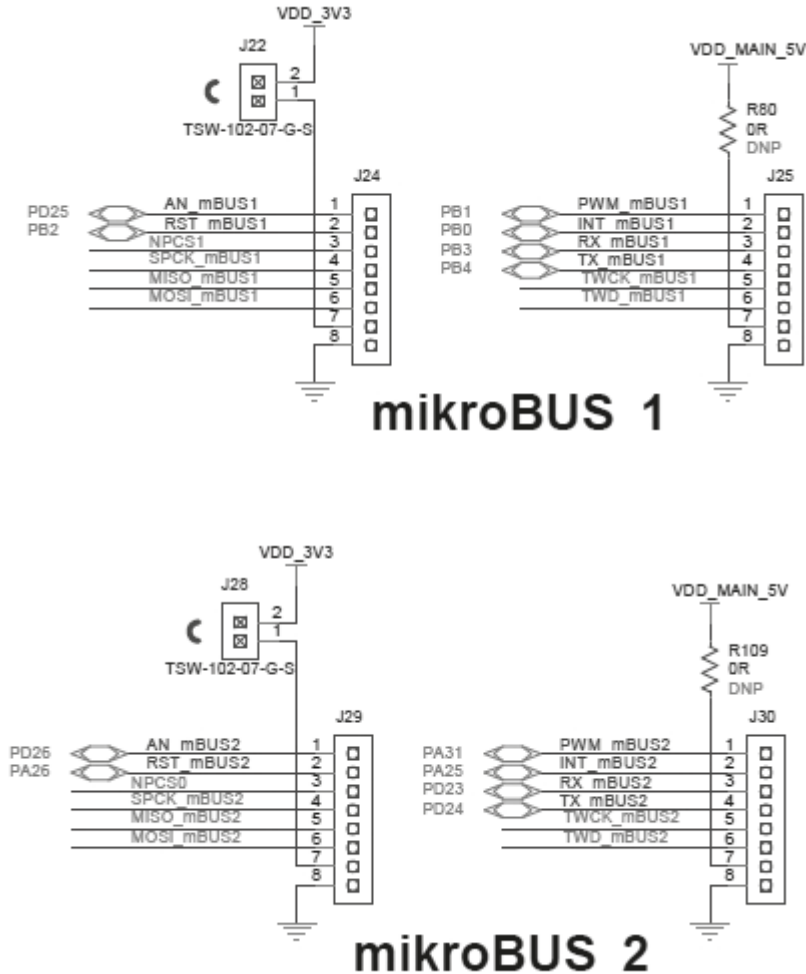 VDD_3V3
J22
2
1
TSW-102-07-G-S
J24
PD25 AN_mBUS1 1
PB2 RST_mBUS1 2
NPCS1 3
SPCK_mBUS1 4
MISO_mBUS1 5
MOSI_mBUS1 6
7
8
VDD_MAIN_5V
R80
0R
DNP
J25
PB1 PWM_mBUS1 1
PB0 INT_mBUS1 2
PB3 RX_mBUS1 3
PB4 TX_mBUS1 4
TWCK_mBUS1 5
TWD_mBUS1 6
7
8
mikroBUS 1
VDD_3V3
J28
2
1
TSW-102-07-G-S
J29
PD26 AN_mBUS2 1
PA26 RST_mBUS2 2
NPCS0 3
SPCK_mBUS2 4
MISO_mBUS2 5
MOSI_mBUS2 6
7
8
VDD_MAIN_5V
R109
0R
DNP
J30
PA31 PWM_mBUS2 1
PA25 INT_mBUS2 2
PD23 RX_mBUS2 3
PD24 TX_mBUS2 4
TWCK_mBUS2 5
TWD_mBUS2 6
7
8
mikroBUS 2